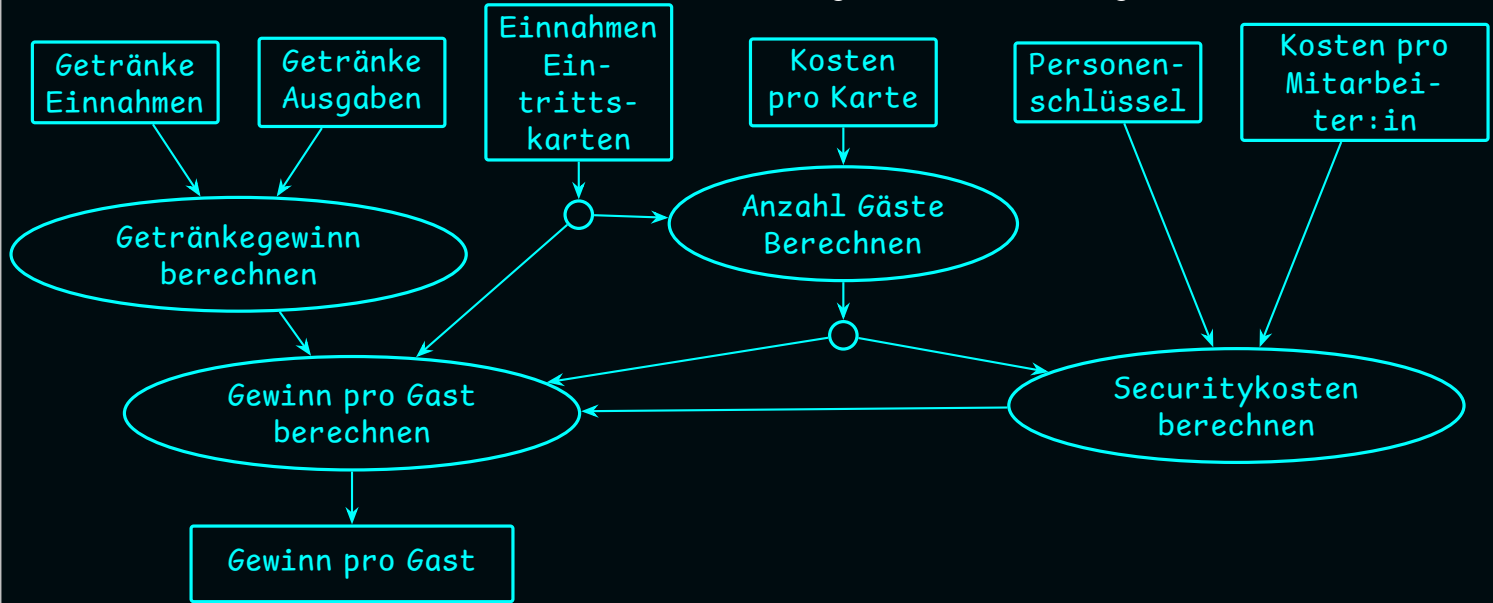 Getränke
Einnahmen
Getränke
Ausgaben
Einnahmen
Ein-
tritts-
karten
Kosten
pro Karte
Personen-
schlüssel
Kosten pro
Mitarbei-
ter:in
Getränkegewinn
berechnen
Anzahl Gäste
Berechnen
Gewinn pro Gast
berechnen
Securitykosten
berechnen
Gewinn pro Gast